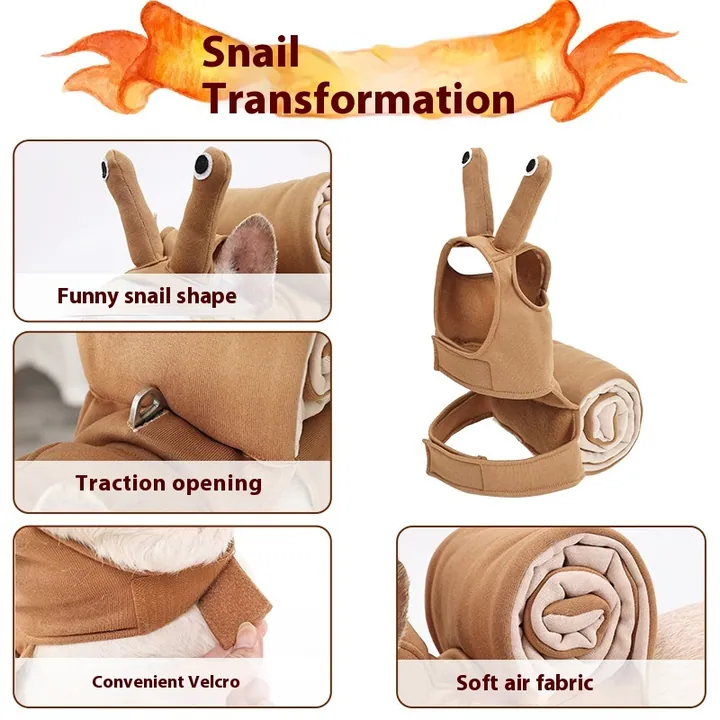 Snail
Transformation
Funny snail shape
Traction opening
Convenient Velcro
Soft air fabric